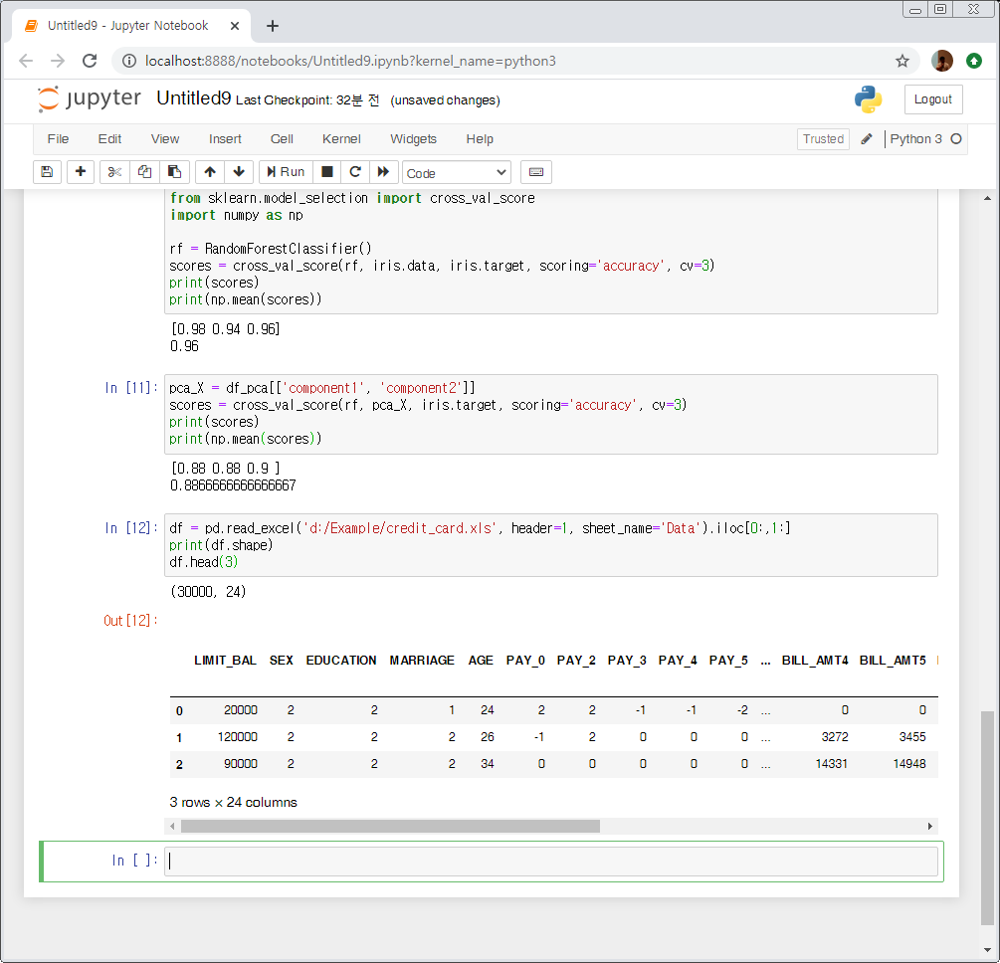 Untitled9 - Jupyter Notebook
localhost:8888/notebooks/Untitled9.ipynb?kernel_name=python3
jupyter Untitled9 Last Checkpoint: 32분 전 (unsaved changes)
Logout
File Edit View Insert Cell Kernel Widgets Help Trusted Python 3
Run Code
from sklearn.model_selection import cross_val_score
import numpy as np
rf = RandomForestClassifier()
scores = cross_val_score(rf, iris.data, iris.target, scoring='accuracy', cv=3)
print(scores)
print(np.mean(scores))
[0.98 0.94 0.96]
0.96
In [11]: pca_X = df_pca[['component1', 'component2']]
scores = cross_val_score(rf, pca_X, iris.target, scoring='accuracy', cv=3)
print(scores)
print(np.mean(scores))
[0.88 0.88 0.9 ]
0.8866666666666667
In [12]: df = pd.read_excel('d:/Example/credit_card.xls', header=1, sheet_name='Data').iloc[0:,1:]
print(df.shape)
df.head(3)
(30000, 24)
Out[12]:
LIMIT_BAL SEX EDUCATION MARRIAGE AGE PAY_0 PAY_2 PAY_3 PAY_4 PAY_5 ... BILL_AMT4 BILL_AMT5
0 20000 2 2 1 24 2 2 -1 -1 -2 ... 0 0
1 120000 2 2 2 26 -1 2 0 0 0 ... 3272 3455
2 90000 2 2 2 34 0 0 0 0 0 ... 14331 14948
3 rows × 24 columns
In [ ]: